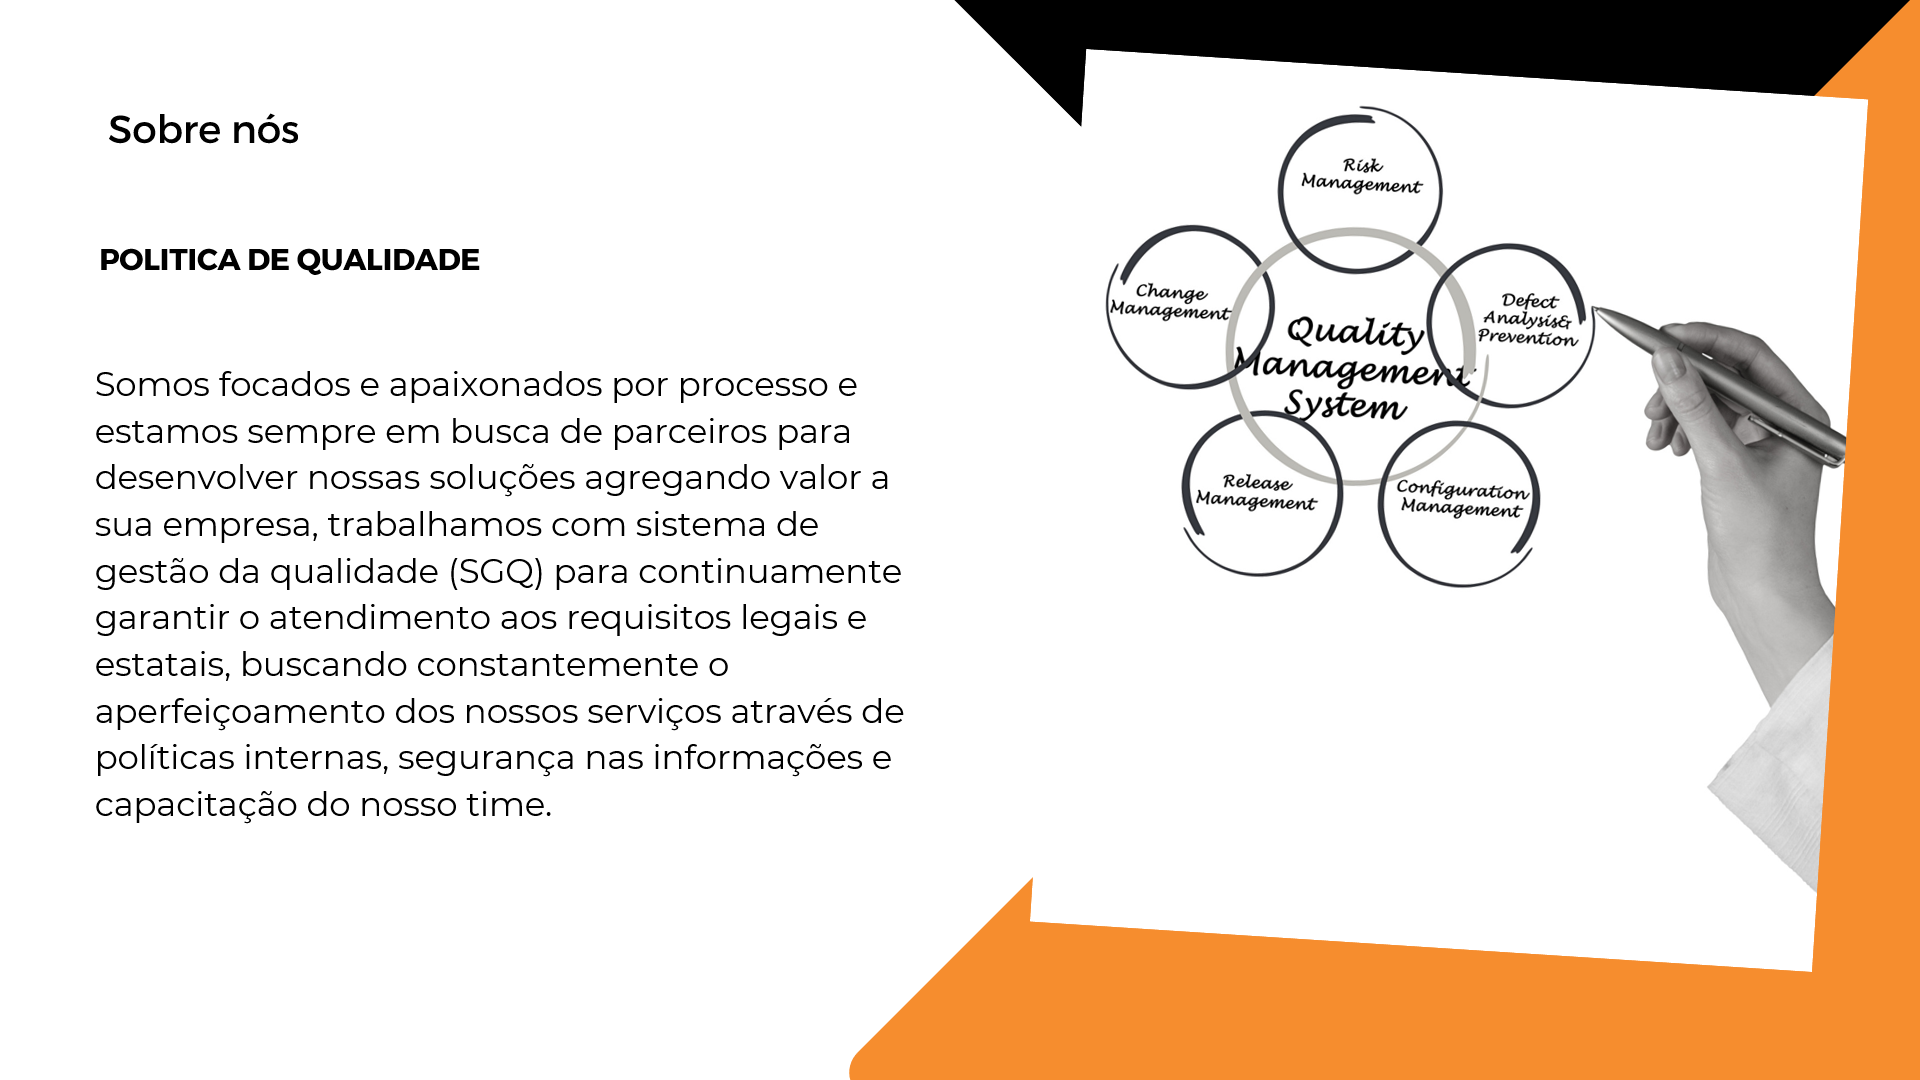 Sobre nós
POLITICA DE QUALIDADE
Somos focados e apaixonados por processo e
estamos sempre em busca de parceiros para
desenvolver nossas soluções agregando valor a
sua empresa, trabalhamos com sistema de
gestão da qualidade (SGQ) para continuamente
garantir o atendimento aos requisitos legais e
estatais, buscando constantemente o
aperfeiçoamento dos nossos serviços através de
políticas internas, segurança nas informações e
capacitação do nosso time.
Risk
Management
Change
Management
Defect
Analysis&
Prevention
Quality
Management
System
Release
Management
Configuration
Management